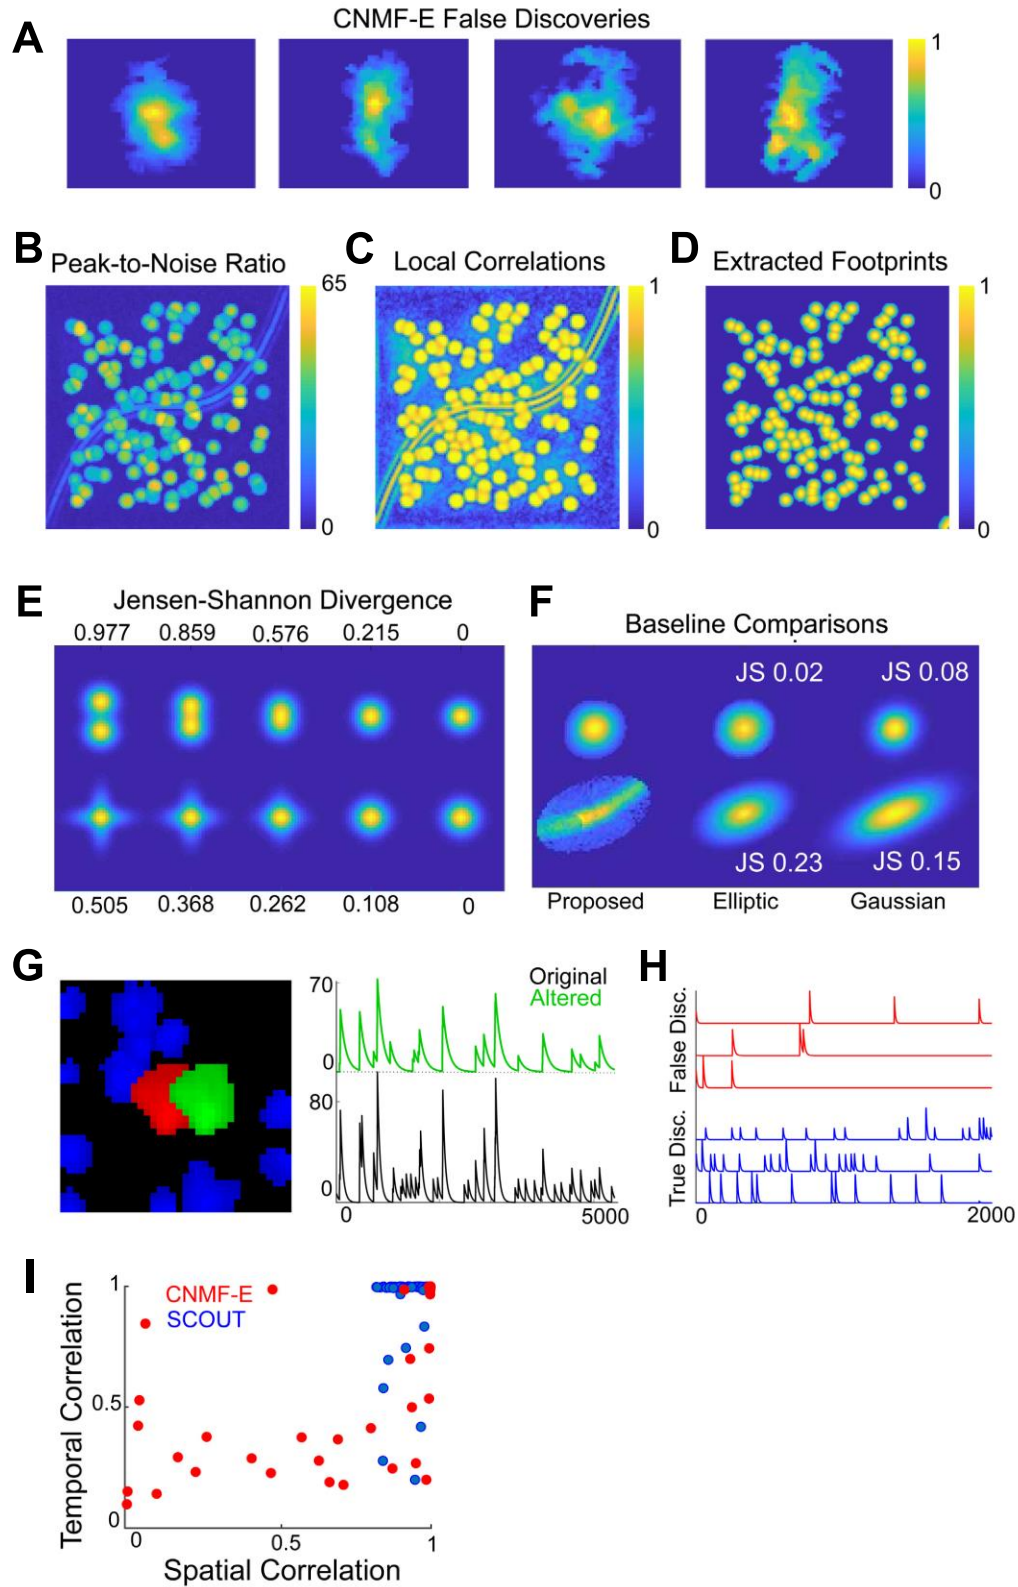 A
CNMF-E False Discoveries
1
0
B
Peak-to-Noise Ratio
65
0
C
Local Correlations
1
0
D
Extracted Footprints
1
0
E
Jensen-Shannon Divergence
0.977 0.859 0.576 0.215 0
0.505 0.368 0.262 0.108 0
F
Baseline Comparisons
JS 0.02 JS 0.08
JS 0.23 JS 0.15
Proposed Elliptic Gaussian
G
Original
Altered
70
0
80
0
0 5000
H
False Disc.
True Disc.
0 2000
I
CNMF-E
SCOUT
Temporal Correlation
1
0.5
0
0 0.5 1
Spatial Correlation